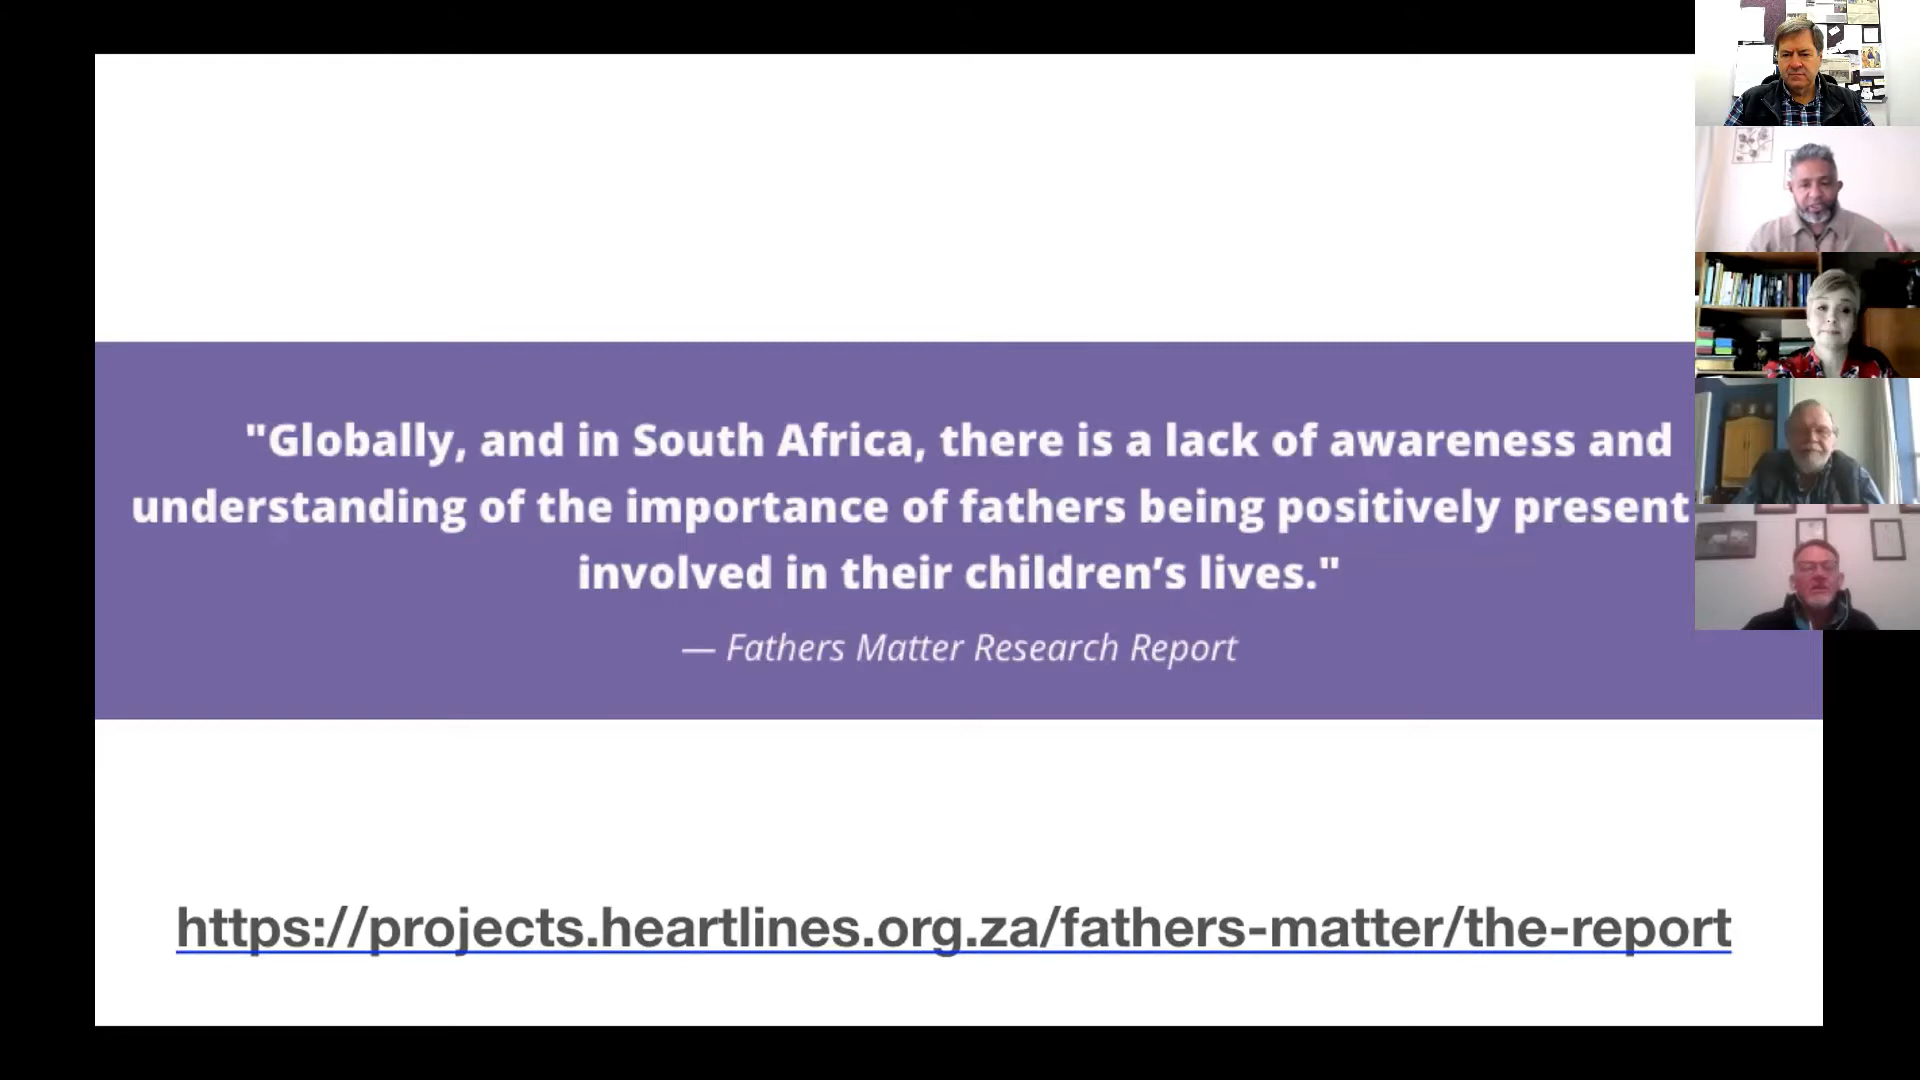 "Globally, and in South Africa, there is a lack of awareness and
understanding of the importance of fathers being positively present
involved in their children’s lives."
— Fathers Matter Research Report
https://projects.heartlines.org.za/fathers-matter/the-report